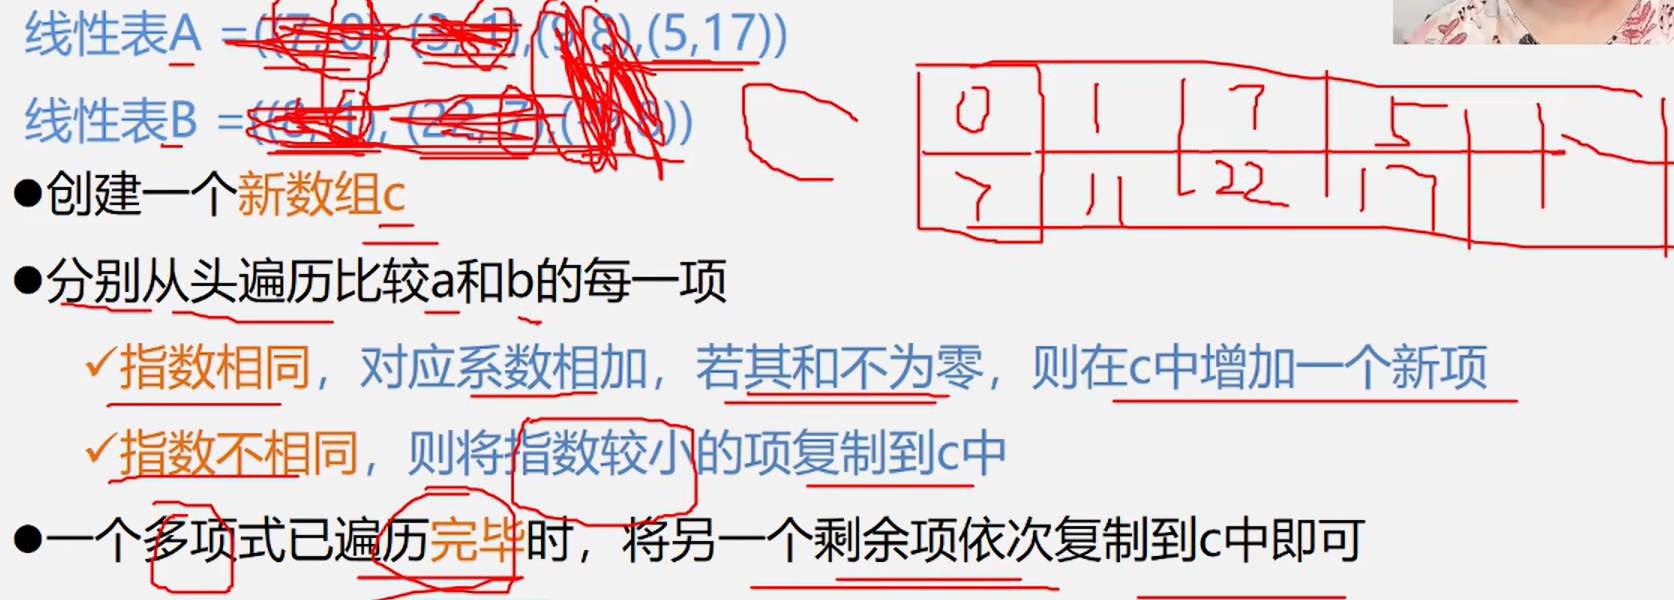 线性表A =((7, 0), (3, 1),(9,8),(5,17))
0 1 7 5
线性表B =((8, 1), (22, 7),(-9,8))
7 11 22 17
●创建一个新数组c
●分别从头遍历比较a和b的每一项
✓指数相同，对应系数相加，若其和不为零，则在c中增加一个新项
✓指数不相同，则将指数较小的项复制到c中
●一个多项式已遍历完毕时，将另一个剩余项依次复制到c中即可